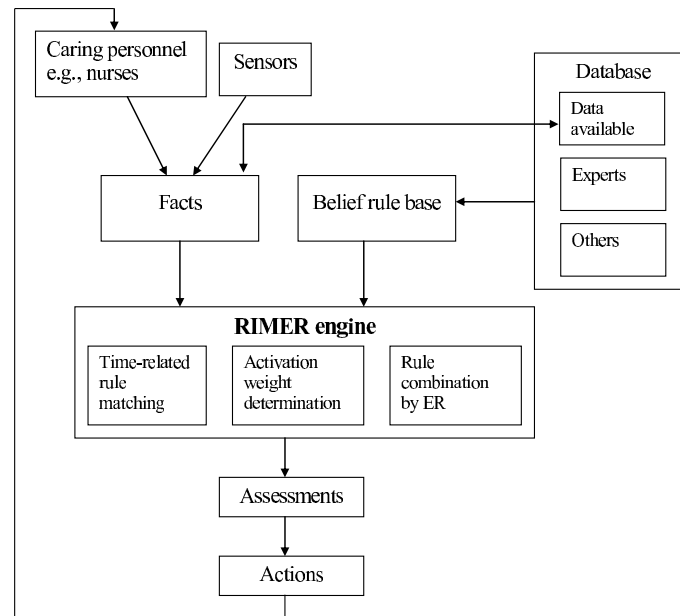 Caring personnel
e.g., nurses
Sensors
Database
Data
available
Experts
Others
Facts
Belief rule base
RIMER engine
Time-related
rule
matching
Activation
weight
determination
Rule
combination
by ER
Assessments
Actions